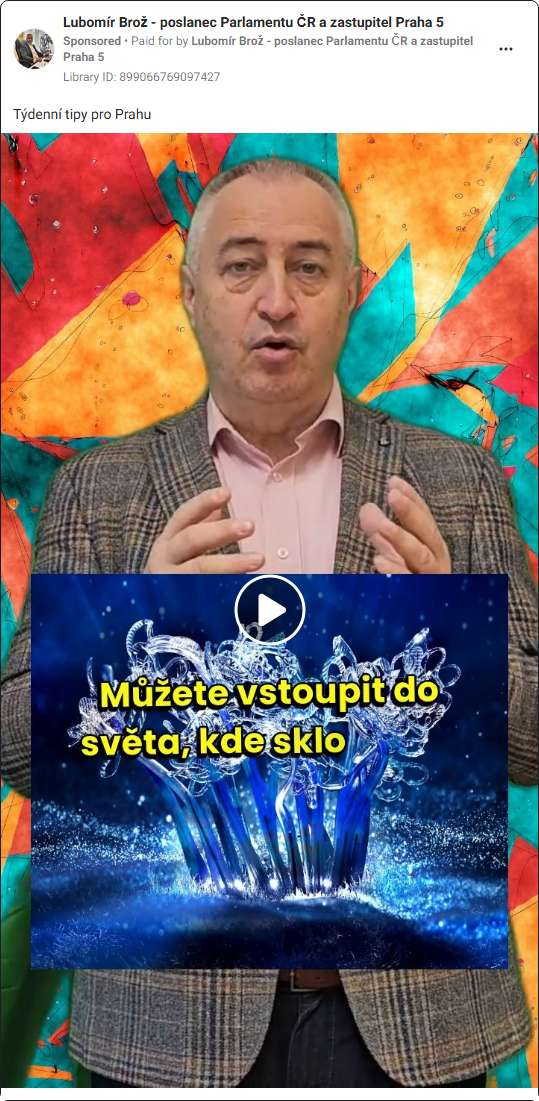 Lubomír Brož - poslanec Parlamentu ČR a zastupitel Praha 5
Sponsored • Paid for by Lubomír Brož - poslanec Parlamentu ČR a zastupitel
Praha 5
Library ID: 899066769097427
Týdenní tipy pro Prahu
Můžete vstoupit do
světa, kde sklo